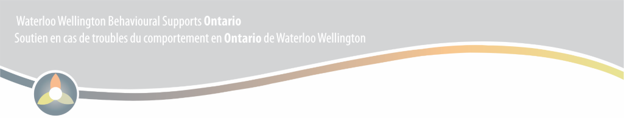 Waterloo Wellington Behavioural Supports Ontario
Soutien en cas de troubles du comportement en Ontario de Waterloo Wellington